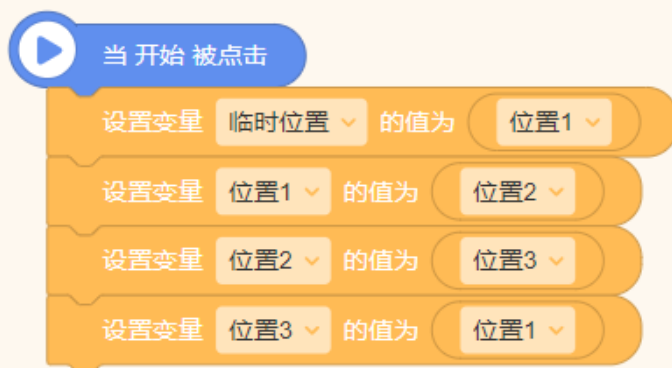 当 开始 被点击
设置变量 临时位置 的值为 位置1
设置变量 位置1 的值为 位置2
设置变量 位置2 的值为 位置3
设置变量 位置3 的值为 位置1